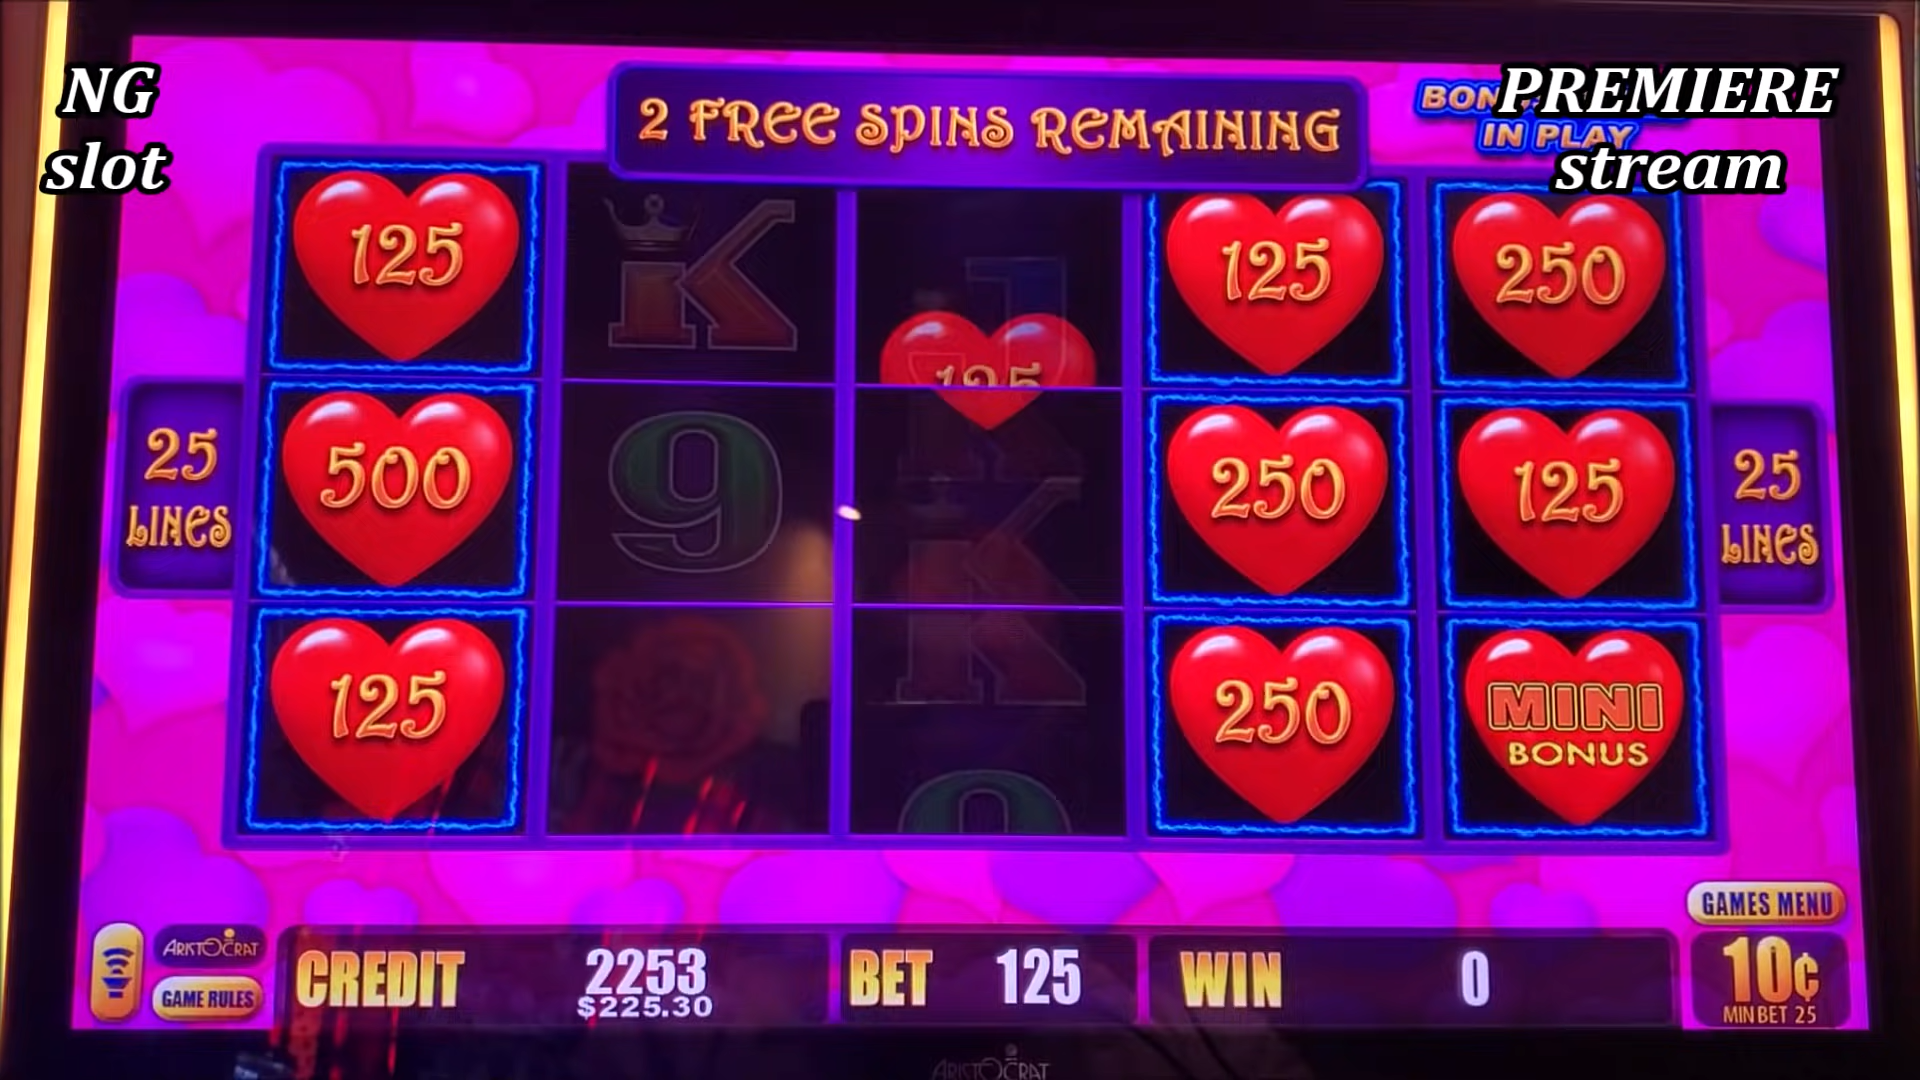 NG
slot
PREMIERE
stream
2 FREE SPINS REMAINING
IN PLAY
125
K
J
125
125
250
25
LINES
500
9
K
250
125
25
LINES
125
250
MINI
BONUS
GAMES MENU
ARISTOCRAT
GAME RULES
CREDIT
2253
$225.30
BET
125
WIN
0
10¢
MIN BET 25
ARISTOCRAT